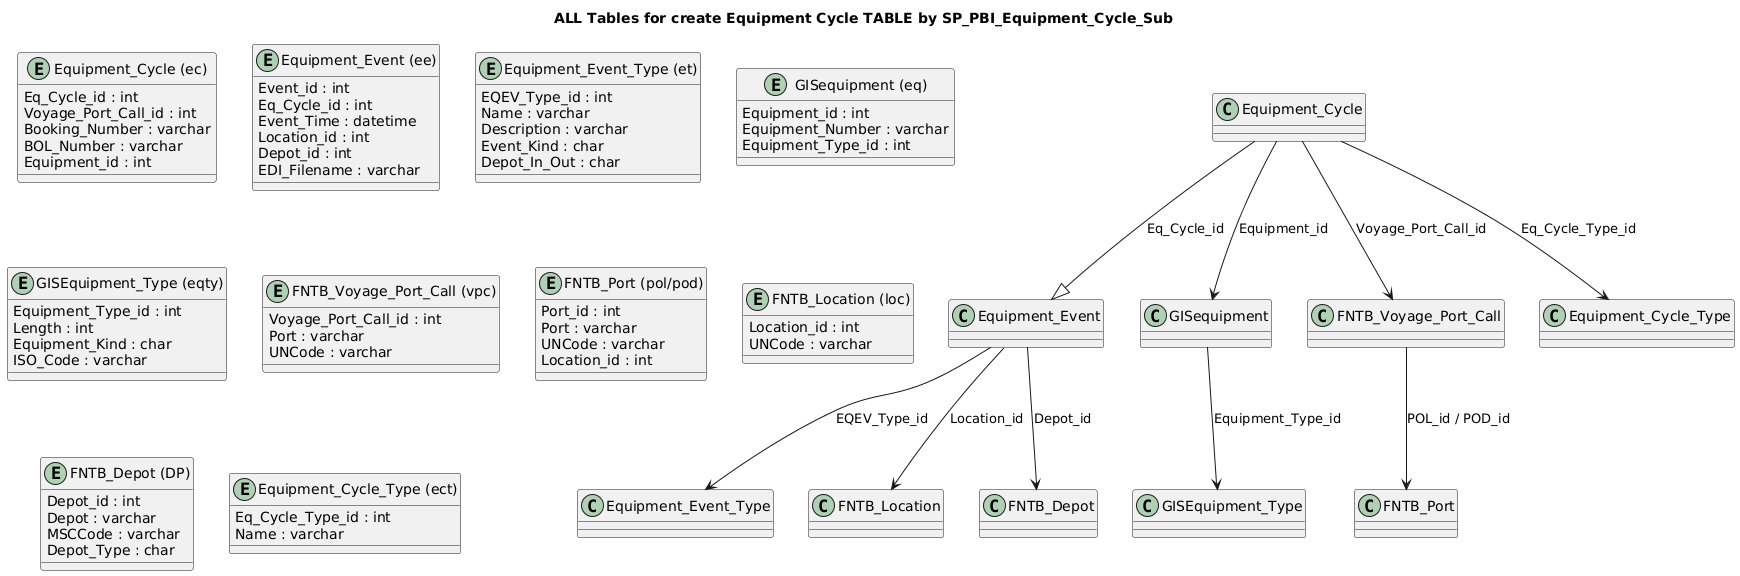 ALL Tables for create Equipment Cycle TABLE by SP_PBI_Equipment_Cycle_Sub
E Equipment_Cycle (ec)
Eq_Cycle_id : int
Voyage_Port_Call_id : int
Booking_Number : varchar
BOL_Number : varchar
Equipment_id : int
E Equipment_Event (ee)
Event_id : int
Eq_Cycle_id : int
Event_Time : datetime
Location_id : int
Depot_id : int
EDI_Filename : varchar
E Equipment_Event_Type (et)
EQEV_Type_id : int
Name : varchar
Description : varchar
Event_Kind : char
Depot_In_Out : char
E GISequipment (eq)
Equipment_id : int
Equipment_Number : varchar
Equipment_Type_id : int
C Equipment_Cycle
Eq_Cycle_id
Equipment_id
Voyage_Port_Call_id
Eq_Cycle_Type_id
E GISEquipment_Type (eqty)
Equipment_Type_id : int
Length : int
Equipment_Kind : char
ISO_Code : varchar
E FNTB_Voyage_Port_Call (vpc)
Voyage_Port_Call_id : int
Port : varchar
UNCode : varchar
E FNTB_Port (pol/pod)
Port_id : int
Port : varchar
UNCode : varchar
Location_id : int
E FNTB_Location (loc)
Location_id : int
UNCode : varchar
C Equipment_Event
C GISequipment
C FNTB_Voyage_Port_Call
C Equipment_Cycle_Type
EQEV_Type_id
Location_id
Depot_id
Equipment_Type_id
POL_id / POD_id
E FNTB_Depot (DP)
Depot_id : int
Depot : varchar
MSCCode : varchar
Depot_Type : char
E Equipment_Cycle_Type (ect)
Eq_Cycle_Type_id : int
Name : varchar
C Equipment_Event_Type
C FNTB_Location
C FNTB_Depot
C GISEquipment_Type
C FNTB_Port